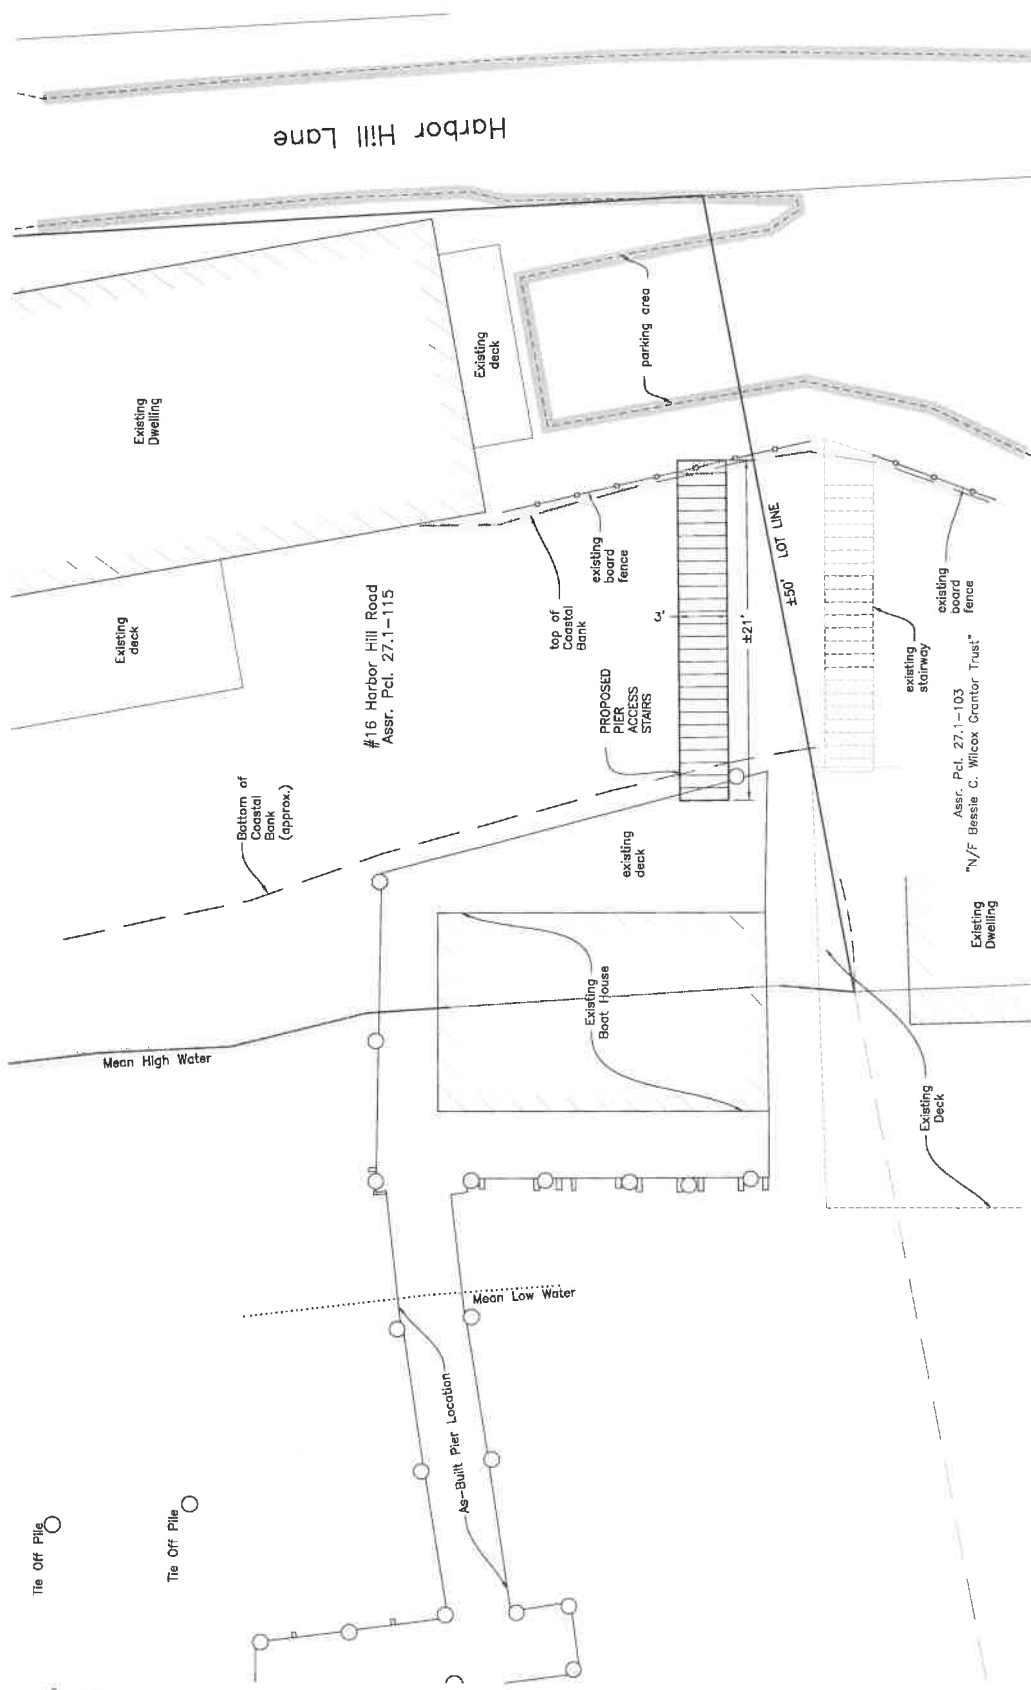 Harbor Hill Lane
parking area
Existing
deck
Existing
Dwelling
existing
board
fence
top of
Coastal
Bank
Existing
deck
#16 Harbor Hill Road
Assr. Pcl. 27.1-115
3'
±21'
±50' LOT LINE
PROPOSED
PIER
ACCESS
STAIRS
existing
board
fence
existing
stairway
Assr. Pcl. 27.1-103
"N/F Bessie C. Wilcox Grantor Trust"
Bottom of
Coastal
Bank
(approx.)
existing
deck
Existing
Dwelling
Existing
Boat House
Mean High Water
Existing
Deck
Mean Low Water
As-Built Pier Location
Tie Off Pile
Tie Off Pile